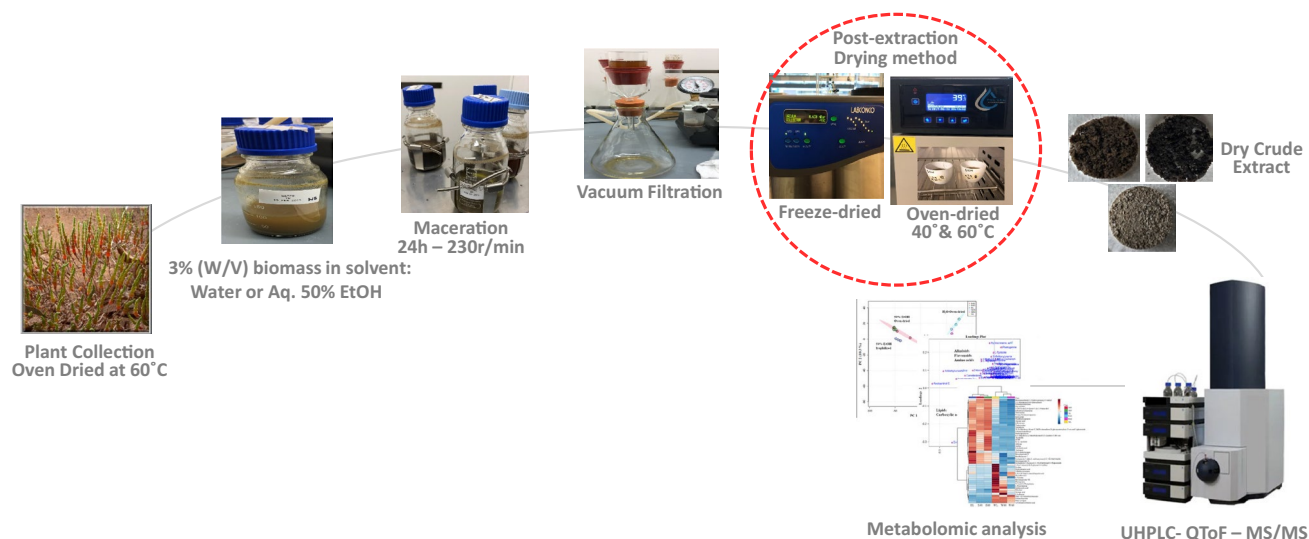 Post-extraction
Drying method
LABCONCO
Dry Crude
Extract
Vacuum Filtration
Freeze-dried
Oven-dried
40˚& 60˚C
Maceration
24h – 230r/min
3% (W/V) biomass in solvent:
Water or Aq. 50% EtOH
Plant Collection
Oven Dried at 60˚C
Metabolomic analysis
UHPLC- QToF – MS/MS